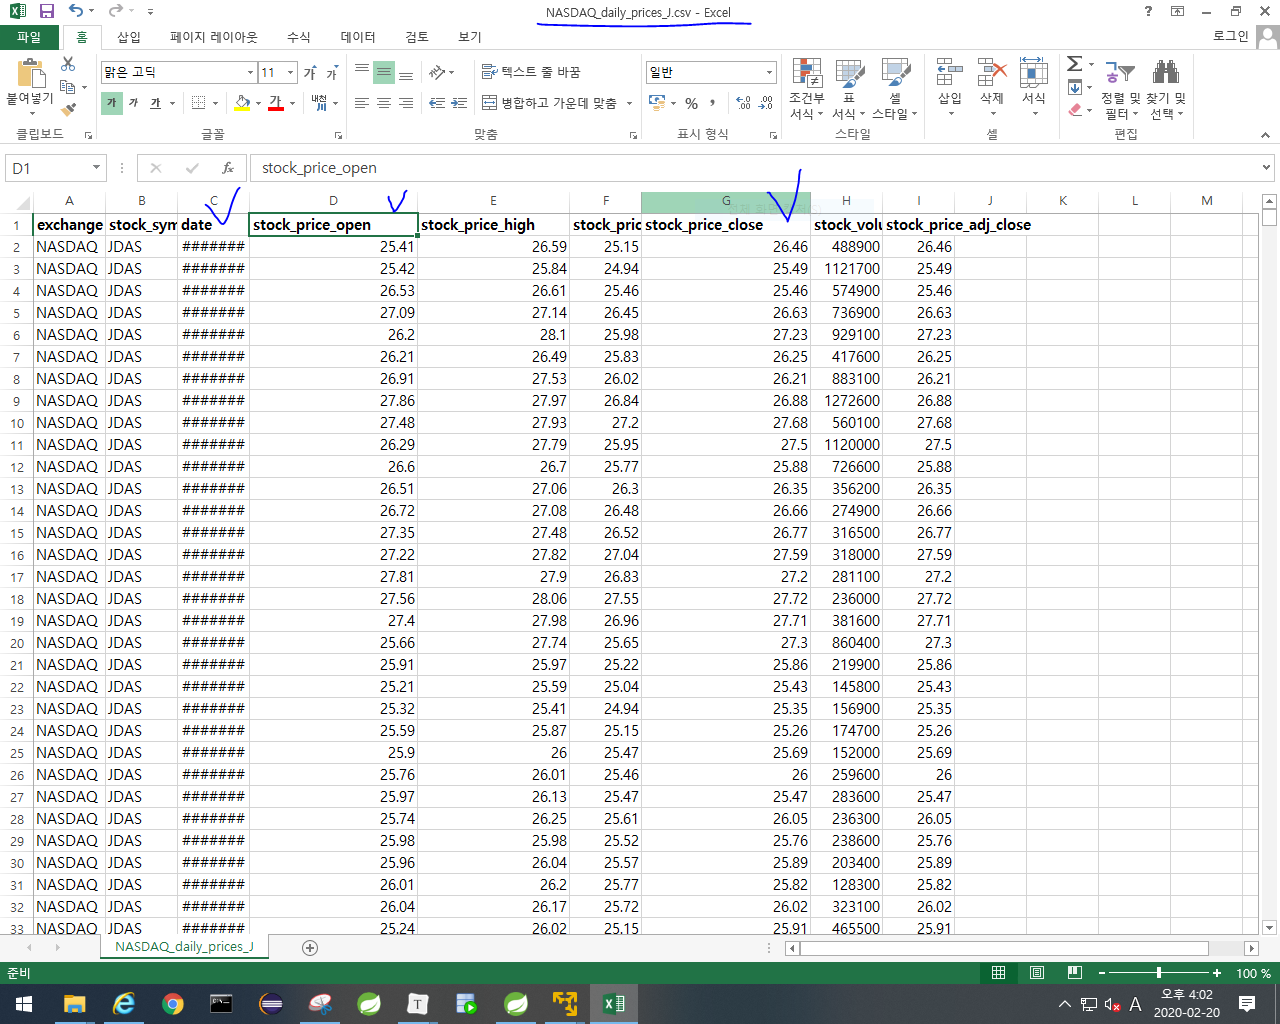 NASDAQ_daily_prices_J.csv - Excel
파일 홈 삽입 페이지 레이아웃 수식 데이터 검토 보기 로그인
붙여넣기 맑은 고딕 11 가 가 텍스트 줄 바꿈 일반 조건부 서식 표 서식 셀 스타일 삽입 삭제 서식 정렬 및 필터 찾기 및 선택
가 가 가 가 내천 병합하고 가운데 맞춤 % ,
클립보드 글꼴 맞춤 표시 형식 스타일 셀 편집
D1 fx stock_price_open
A B C D E F G H I J K L M
1 exchange stock_sym date stock_price_open stock_price_high stock_pric stock_price_close stock_volu stock_price_adj_close
2 NASDAQ JDAS ####### 25.41 26.59 25.15 26.46 488900 26.46
3 NASDAQ JDAS ####### 25.42 25.84 24.94 25.49 1121700 25.49
4 NASDAQ JDAS ####### 26.53 26.61 25.46 25.46 574900 25.46
5 NASDAQ JDAS ####### 27.09 27.14 26.45 26.63 736900 26.63
6 NASDAQ JDAS ####### 26.2 28.1 25.98 27.23 929100 27.23
7 NASDAQ JDAS ####### 26.21 26.49 25.83 26.25 417600 26.25
8 NASDAQ JDAS ####### 26.91 27.53 26.02 26.21 883100 26.21
9 NASDAQ JDAS ####### 27.86 27.97 26.84 26.88 1272600 26.88
10 NASDAQ JDAS ####### 27.48 27.93 27.2 27.68 560100 27.68
11 NASDAQ JDAS ####### 26.29 27.79 25.95 27.5 1120000 27.5
12 NASDAQ JDAS ####### 26.6 26.7 25.77 25.88 726600 25.88
13 NASDAQ JDAS ####### 26.51 27.06 26.3 26.35 356200 26.35
14 NASDAQ JDAS ####### 26.72 27.08 26.48 26.66 274900 26.66
15 NASDAQ JDAS ####### 27.35 27.48 26.52 26.77 316500 26.77
16 NASDAQ JDAS ####### 27.22 27.82 27.04 27.59 318000 27.59
17 NASDAQ JDAS ####### 27.81 27.9 26.83 27.2 281100 27.2
18 NASDAQ JDAS ####### 27.56 28.06 27.55 27.72 236000 27.72
19 NASDAQ JDAS ####### 27.4 27.98 26.96 27.71 381600 27.71
20 NASDAQ JDAS ####### 25.66 27.74 25.65 27.3 860400 27.3
21 NASDAQ JDAS ####### 25.91 25.97 25.22 25.86 219900 25.86
22 NASDAQ JDAS ####### 25.21 25.59 25.04 25.43 145800 25.43
23 NASDAQ JDAS ####### 25.32 25.41 24.94 25.35 156900 25.35
24 NASDAQ JDAS ####### 25.59 25.87 25.15 25.26 174700 25.26
25 NASDAQ JDAS ####### 25.9 26 25.47 25.69 152000 25.69
26 NASDAQ JDAS ####### 25.76 26.01 25.46 26 259600 26
27 NASDAQ JDAS ####### 25.97 26.13 25.47 25.47 283600 25.47
28 NASDAQ JDAS ####### 25.74 26.25 25.61 26.05 236300 26.05
29 NASDAQ JDAS ####### 25.98 25.98 25.52 25.76 238600 25.76
30 NASDAQ JDAS ####### 25.96 26.04 25.57 25.89 203400 25.89
31 NASDAQ JDAS ####### 26.01 26.2 25.77 25.82 128300 25.82
32 NASDAQ JDAS ####### 26.04 26.17 25.72 26.02 323100 26.02
33 NASDAQ JDAS ####### 25.24 26.02 25.15 25.91 465500 25.91
NASDAQ_daily_prices_J
준비 100 %
A 오후 4:02
2020-02-20